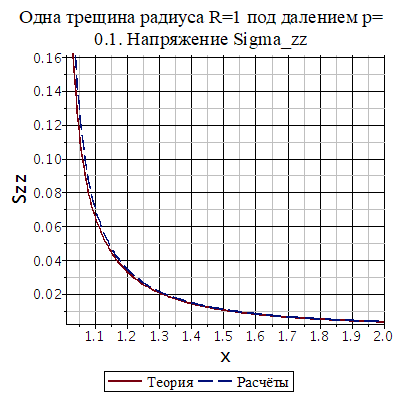 Одна трещина радиуса R=1 под далением p=
0.1. Напряжение Sigma_zz
0.16
0.14
0.12
0.10
0.08
0.06
0.04
0.02
Szz
1.1 1.2 1.3 1.4 1.5 1.6 1.7 1.8 1.9 2.0
x
Теория Расчёты